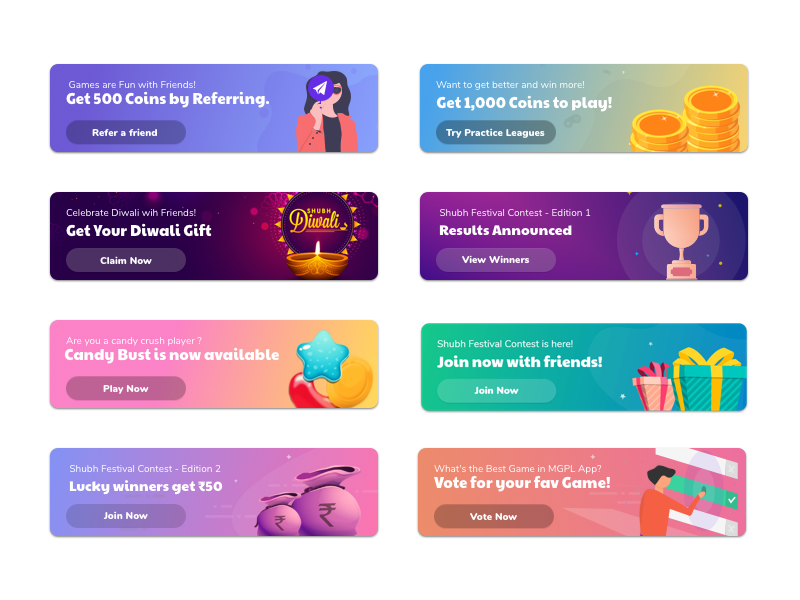 Games are Fun with Friends!
Get 500 Coins by Referring.
Refer a friend
Want to get better and win more!
Get 1,000 Coins to play!
Try Practice Leagues
Celebrate Diwali wih Friends!
Get Your Diwali Gift
Claim Now
SHUBH
Diwali
Shubh Festival Contest - Edition 1
Results Announced
View Winners
Are you a candy crush player ?
Candy Bust is now available
Play Now
Shubh Festival Contest is here!
Join now with friends!
Join Now
Shubh Festival Contest - Edition 2
Lucky winners get ₹50
Join Now
₹
₹
What's the Best Game in MGPL App?
Vote for your fav Game!
Vote Now